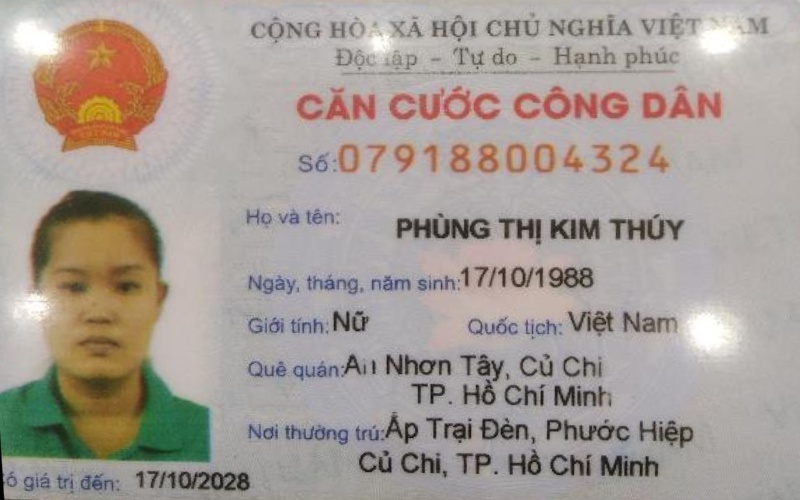 CỘNG HÒA XÃ HỘI CHỦ NGHĨA VIỆT NAM
Độc lập - Tự do - Hạnh phúc
CĂN CƯỚC CÔNG DÂN
Số: 079188004324
Họ và tên: PHÙNG THỊ KIM THÚY
Ngày, tháng, năm sinh: 17/10/1988
Giới tính: Nữ Quốc tịch: Việt Nam
Quê quán: An Nhơn Tây, Củ Chi
TP. Hồ Chí Minh
Nơi thường trú: Ấp Trại Đèn, Phước Hiệp
Củ Chi, TP. Hồ Chí Minh
Có giá trị đến: 17/10/2028